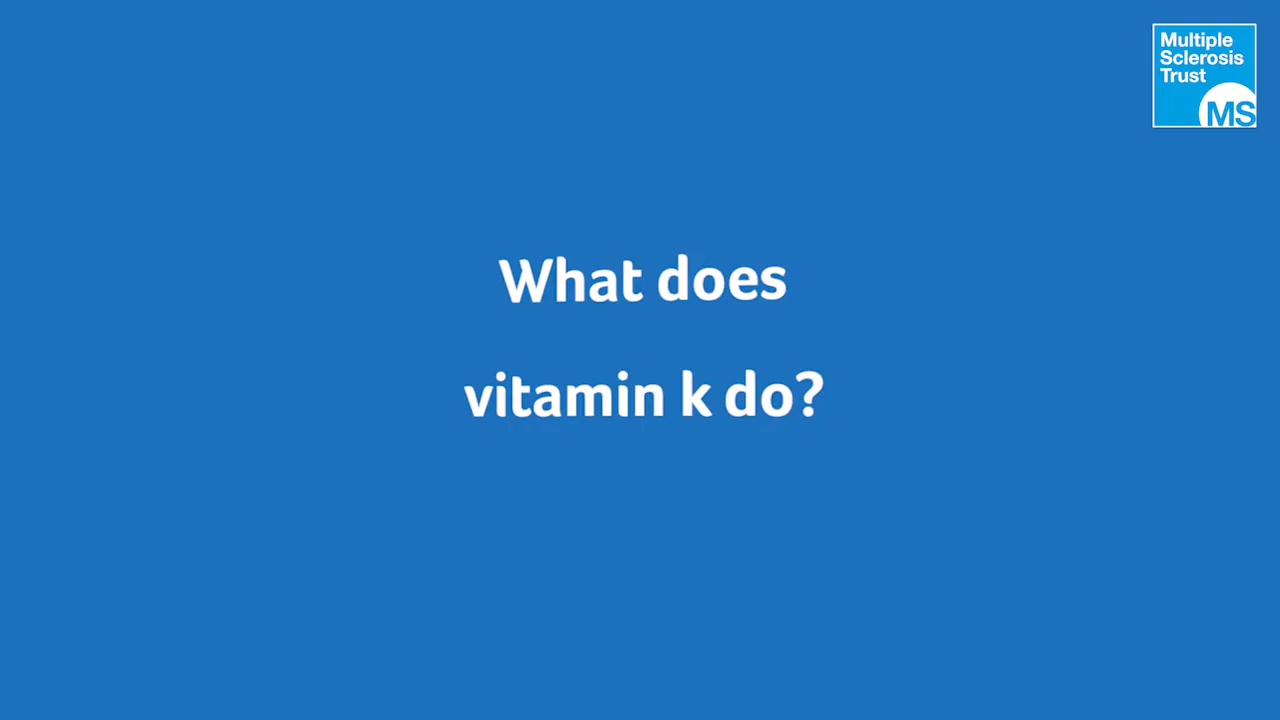 Multiple
Sclerosis
Trust
MS
What does
vitamin k do?